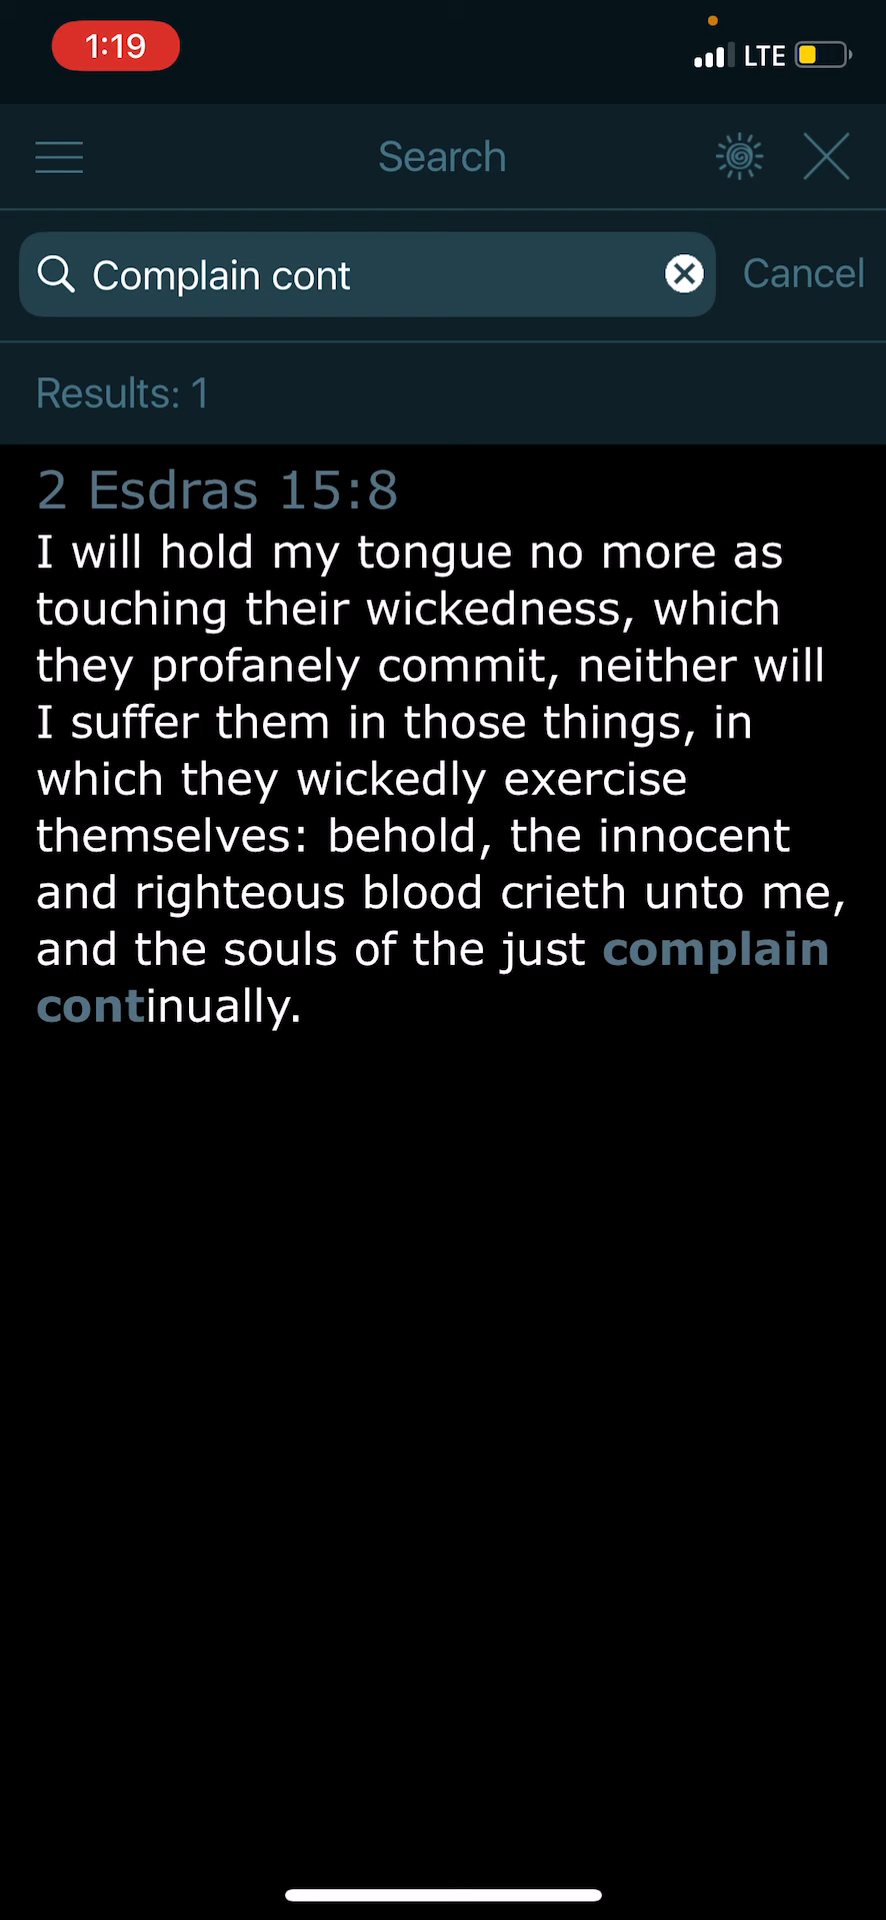 1:19
LTE
Search
Complain cont
Cancel
Results: 1
2 Esdras 15:8
I will hold my tongue no more as
touching their wickedness, which
they profanely commit, neither will
I suffer them in those things, in
which they wickedly exercise
themselves: behold, the innocent
and righteous blood crieth unto me,
and the souls of the just complain
continually.